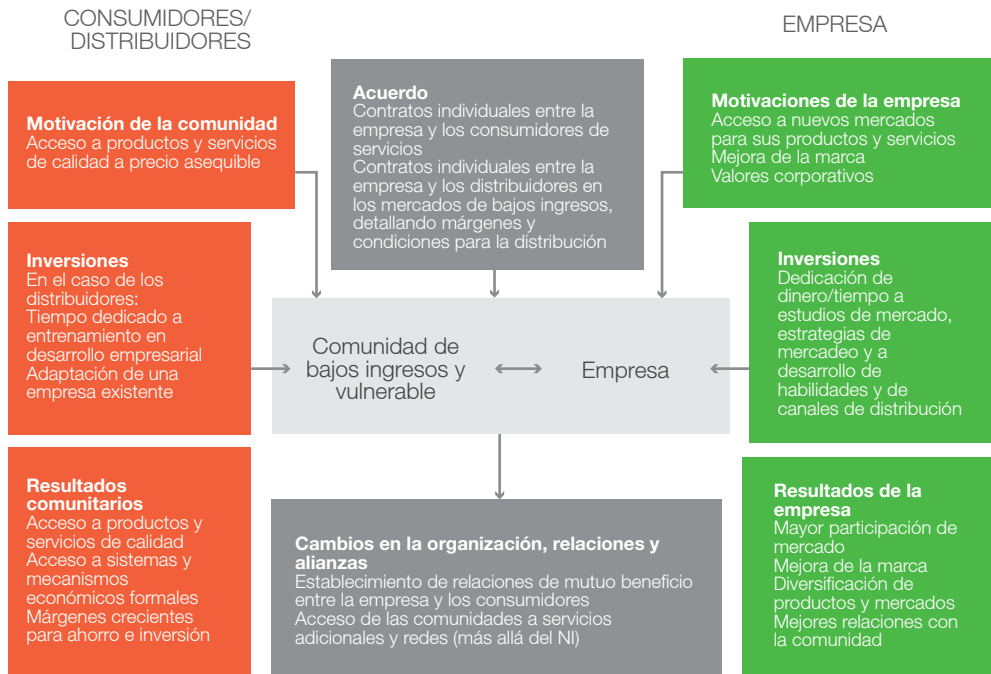 CONSUMIDORES/
DISTRIBUIDORES
EMPRESA
Motivación de la comunidad
Acceso a productos y servicios
de calidad a precio asequible
Acuerdo
Contratos individuales entre la
empresa y los consumidores de
servicios
Contratos individuales entre la
empresa y los distribuidores en
los mercados de bajos ingresos,
detallando márgenes y
condiciones para la distribución
Motivaciones de la empresa
Acceso a nuevos mercados
para sus productos y servicios
Mejora de la marca
Valores corporativos
Inversiones
En el caso de los
distribuidores:
Tiempo dedicado a
entrenamiento en
desarrollo empresarial
Adaptación de una
empresa existente
Comunidad de
bajos ingresos y
vulnerable
Empresa
Inversiones
Dedicación de
dinero/tiempo a
estudios de mercado,
estrategias de
mercadeo y a
desarrollo de
habilidades y de
canales de distribución
Resultados
comunitarios
Acceso a productos y
servicios de calidad
Acceso a sistemas y
mecanismos
económicos formales
Márgenes crecientes
para ahorro e inversión
Cambios en la organización, relaciones y
alianzas
Establecimiento de relaciones de mutuo beneficio
entre la empresa y los consumidores
Acceso de las comunidades a servicios
adicionales y redes (más allá del NI)
Resultados de la
empresa
Mayor participación de
mercado
Mejora de la marca
Diversificación de
productos y mercados
Mejores relaciones con
la comunidad